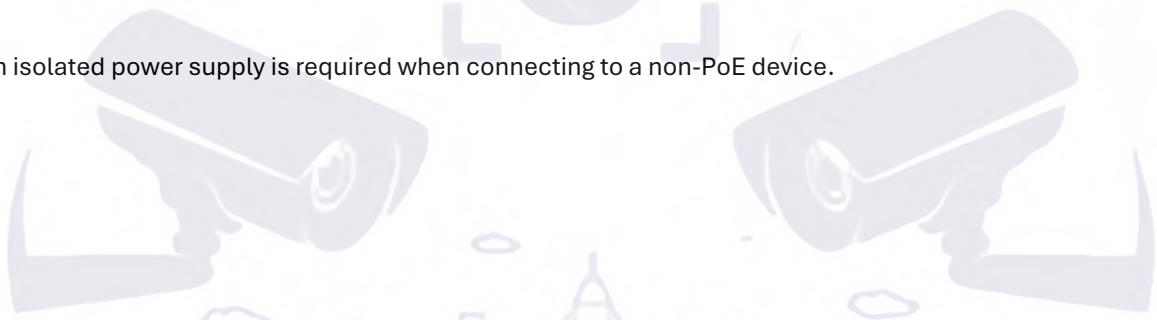 isolated power supply is required when connecting to a non-PoE device.